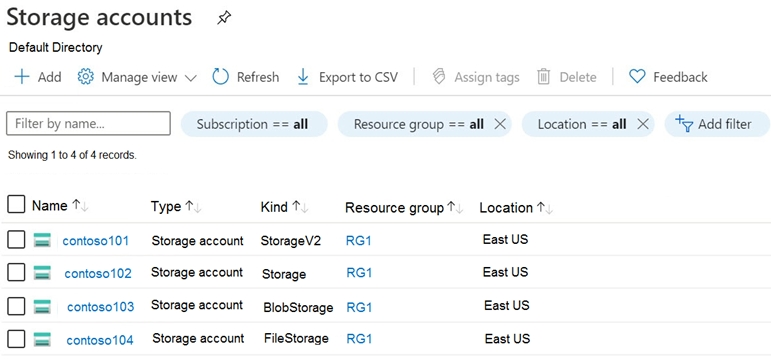 Storage accounts
Default Directory
Add Manage view Refresh Export to CSV Assign tags Delete Feedback
Filter by name... Subscription == all Resource group == all Location == all Add filter
Showing 1 to 4 of 4 records.
Name Type Kind Resource group Location
contoso101 Storage account StorageV2 RG1 East US
contoso102 Storage account Storage RG1 East US
contoso103 Storage account BlobStorage RG1 East US
contoso104 Storage account FileStorage RG1 East US